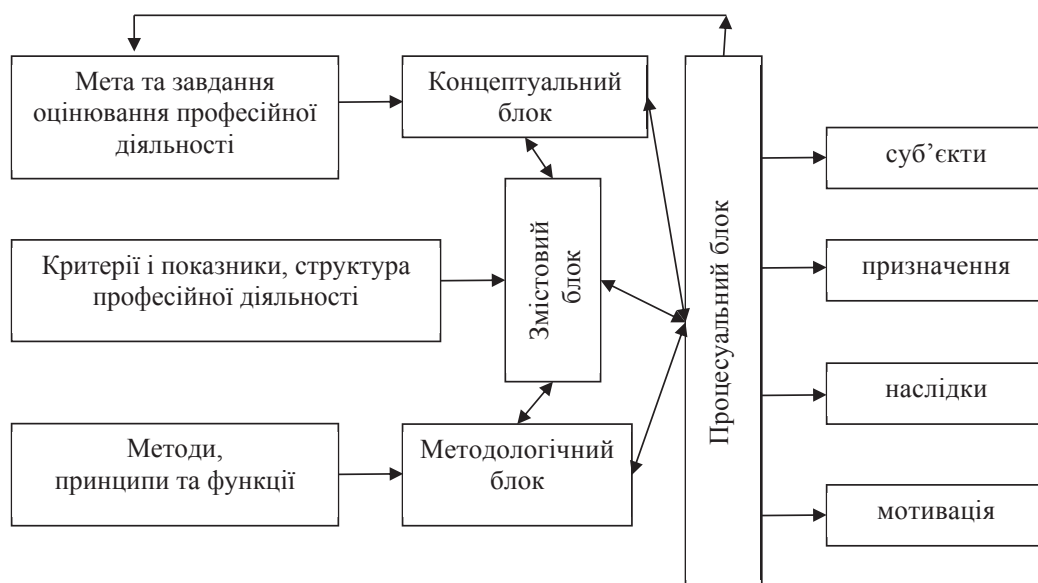 Мета та завдання
оцінювання професійної
діяльності
Концептуальний
блок
суб’єкти
Критерії і показники, структура
професійної діяльності
Змістовий
блок
Процесуальний блок
призначення
наслідки
Методи,
принципи та функції
Методологічний
блок
мотивація